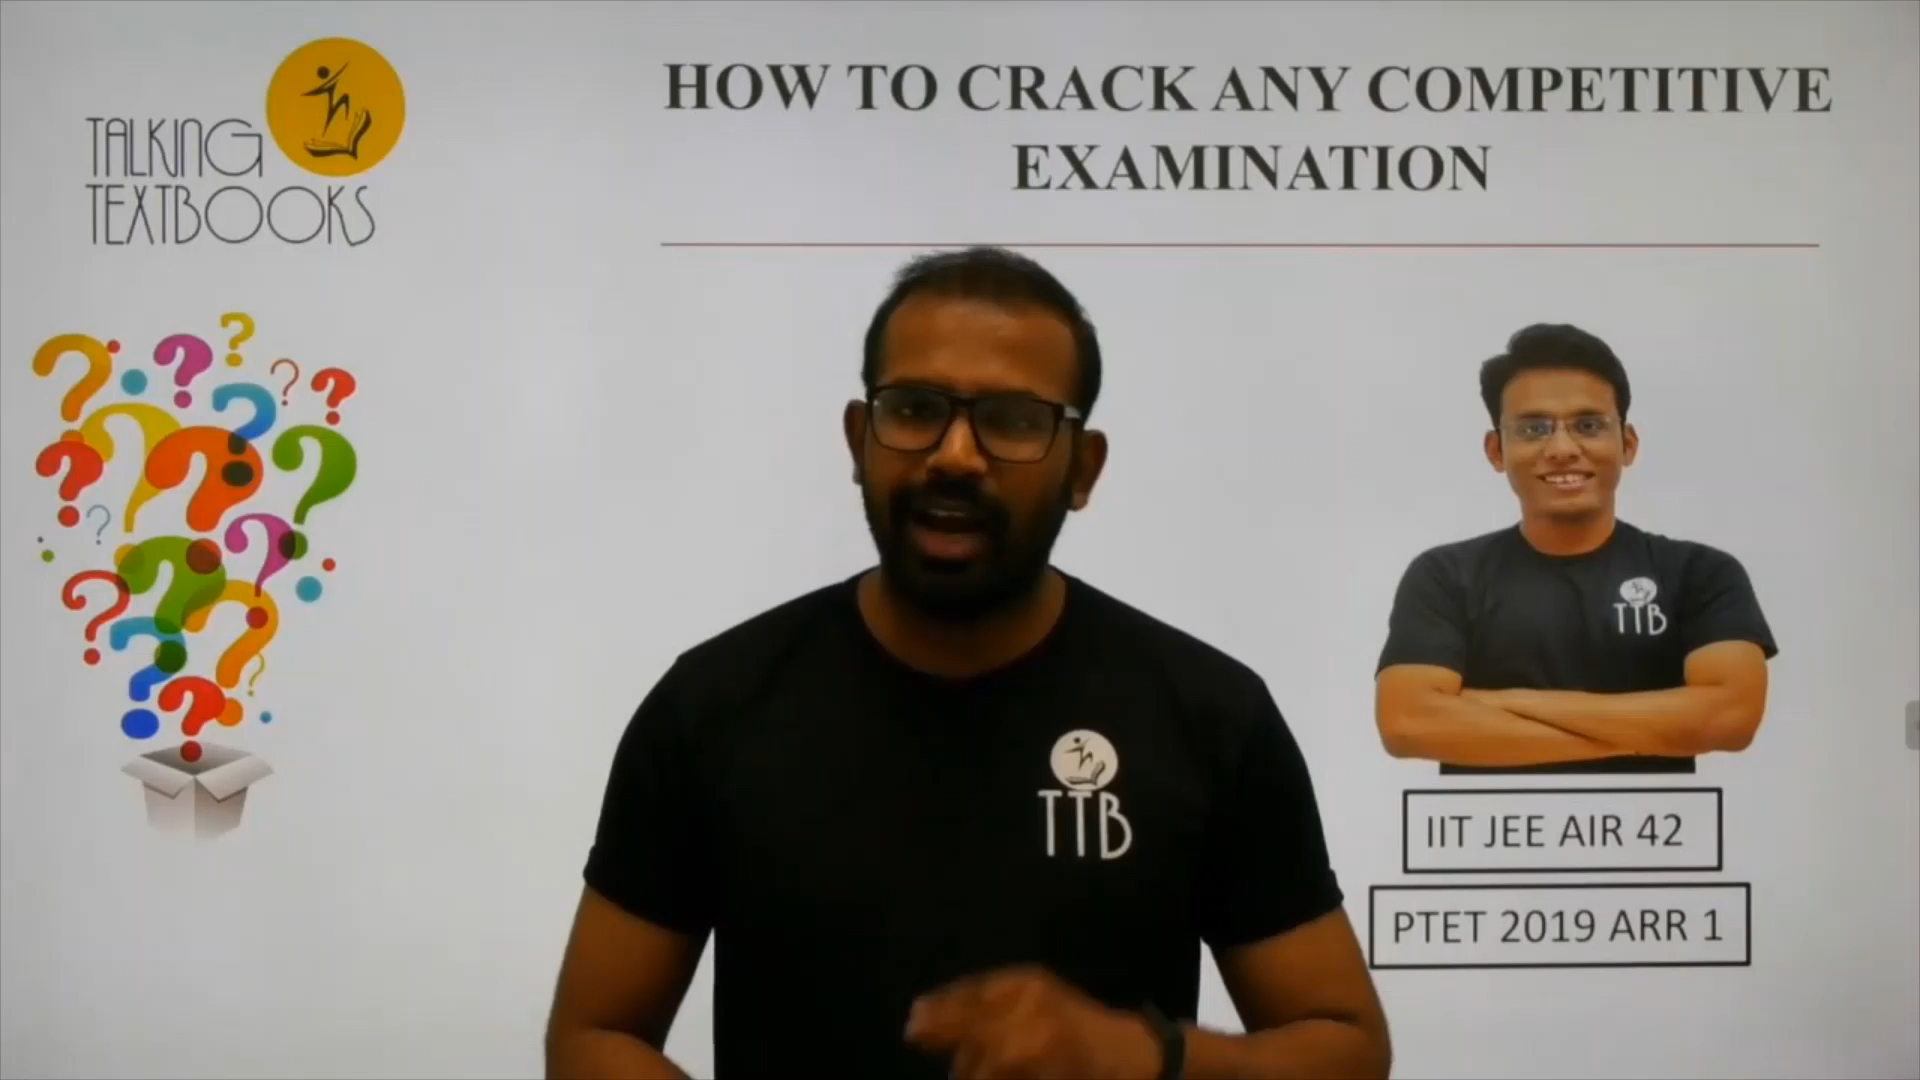 TALKING
TEXTBOOKS
HOW TO CRACK ANY COMPETITIVE
EXAMINATION
TTB
TTB
IIT JEE AIR 42
PTET 2019 ARR 1